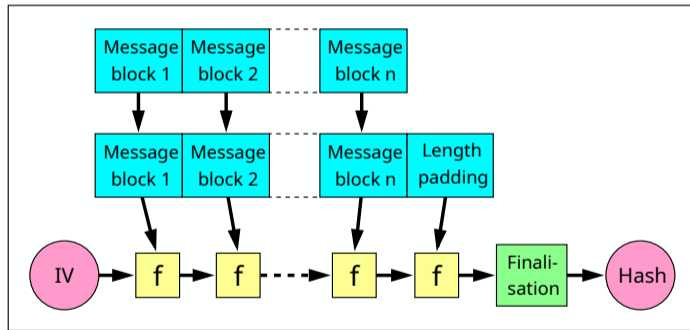 Message Message Message
block 1 block 2 block n
Message Message Message Length
block 1 block 2 block n padding
IV f f f f Finali- Hash
sation